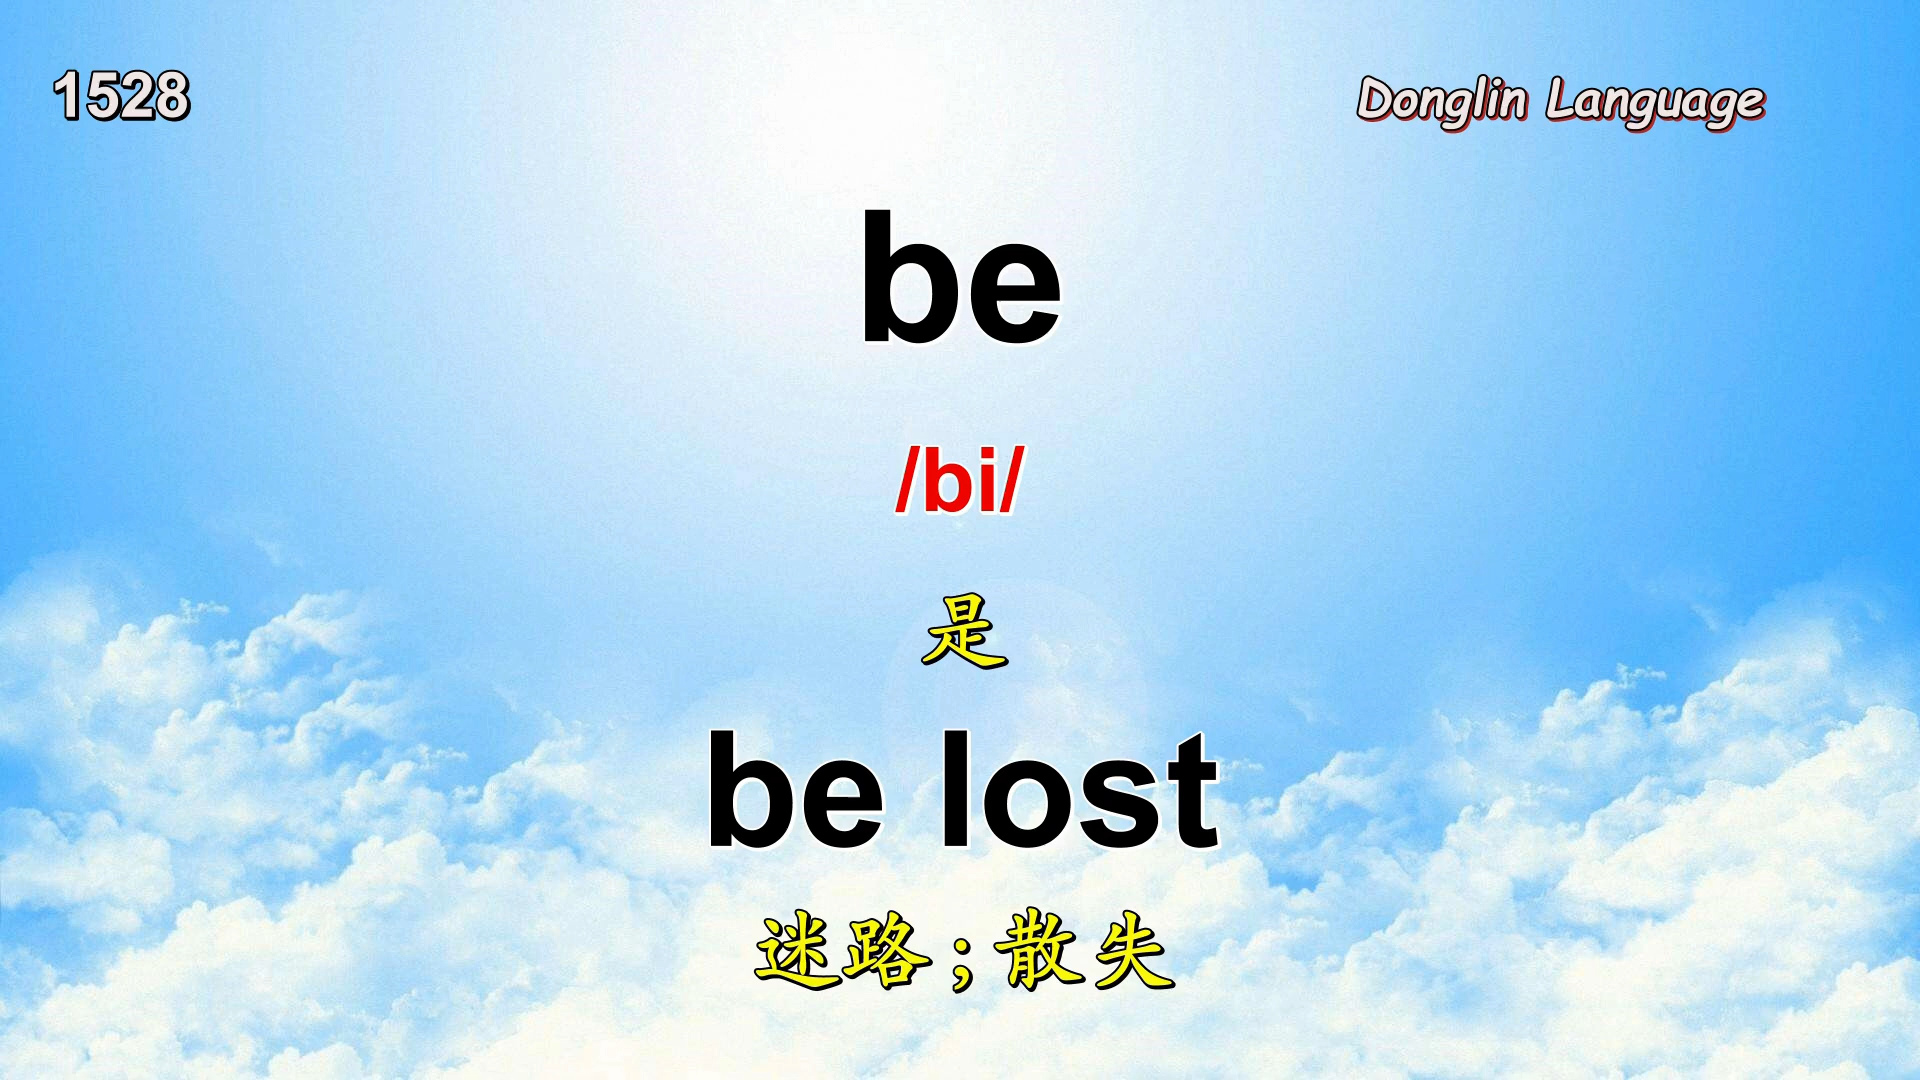 1528
Donglin Language
be
/bi/
是
be lost
迷路；散失